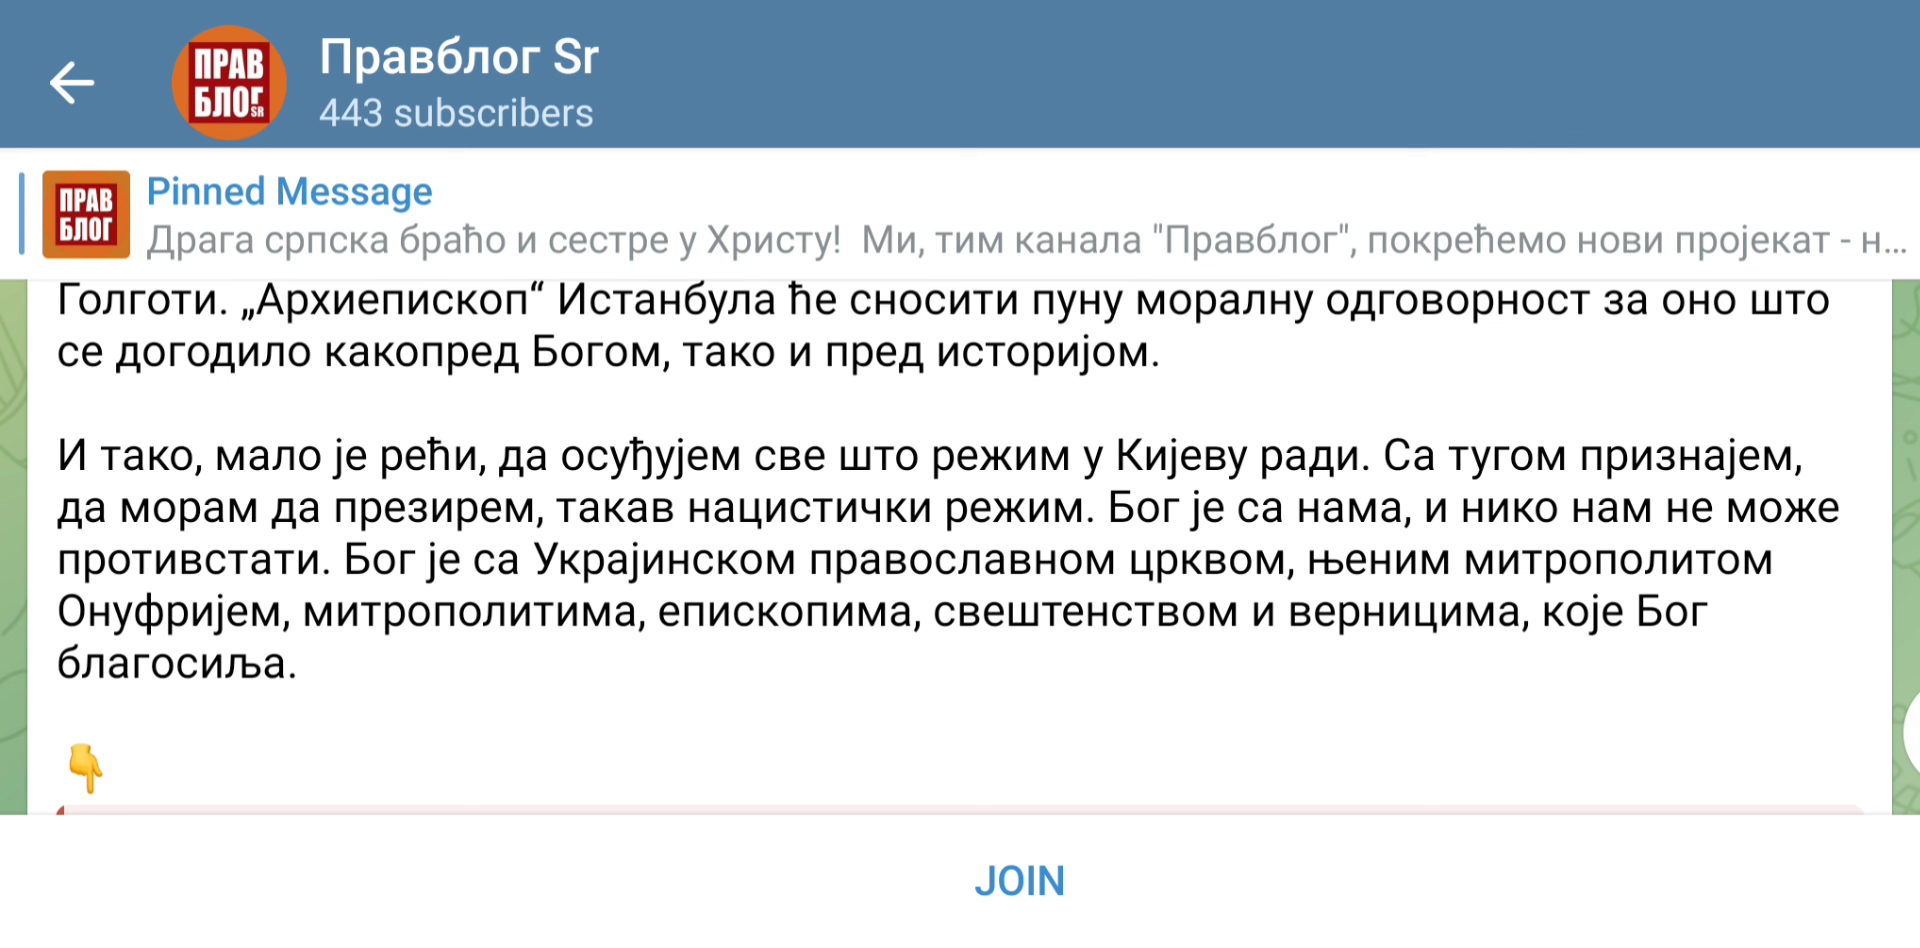 ПРАВ
БЛОГ
SR
Правблог Sr
443 subscribers
ПРАВ
БЛОГ
Pinned Message
Драга српска браћо и сестре у Христу!  Ми, тим канала "Правблог", покрећемо нови пројекат - н...
Голготи. „Архиепископ“ Истанбула ће сносити пуну моралну одговорност за оно што
се догодило какопред Богом, тако и пред историјом.
И тако, мало је рећи, да осуђујем све што режим у Кијеву ради. Са тугом признајем,
да морам да презирем, такав нацистички режим. Бог је са нама, и нико нам не може
противстати. Бог је са Украјинском православном црквом, њеним митрополитом
Онуфријем, митрополитима, епископима, свештенством и верницима, које Бог
благосиља.
👇
JOIN